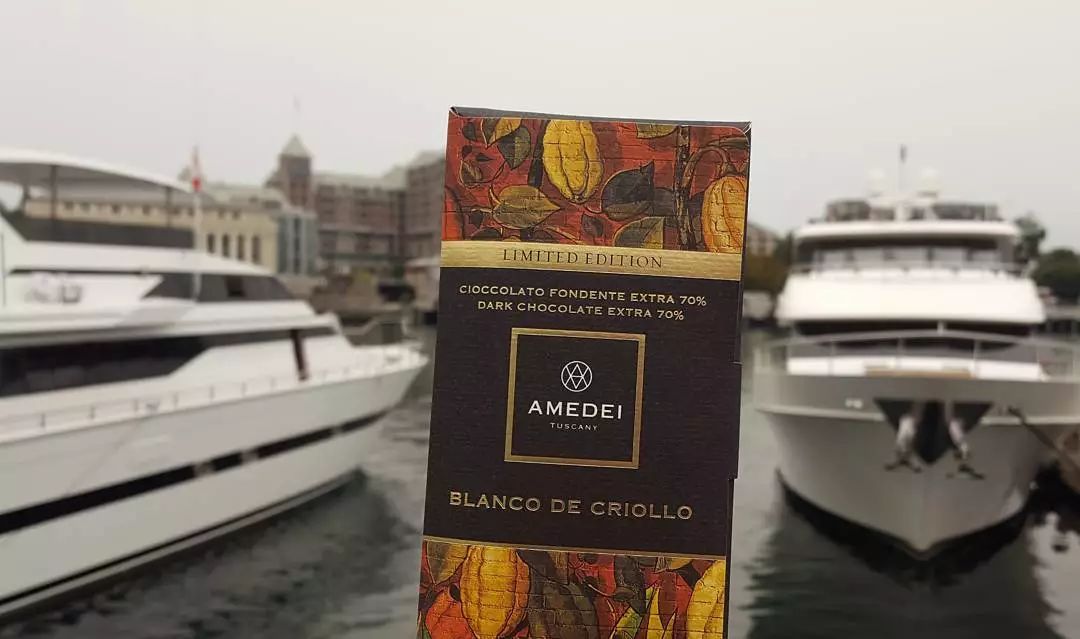 LIMITED EDITION
CIOCCOLATO FONDENTE EXTRA 70%
DARK CHOCOLATE EXTRA 70%
AMEDEI
TUSCANY
BLANCO DE CRIOLLO